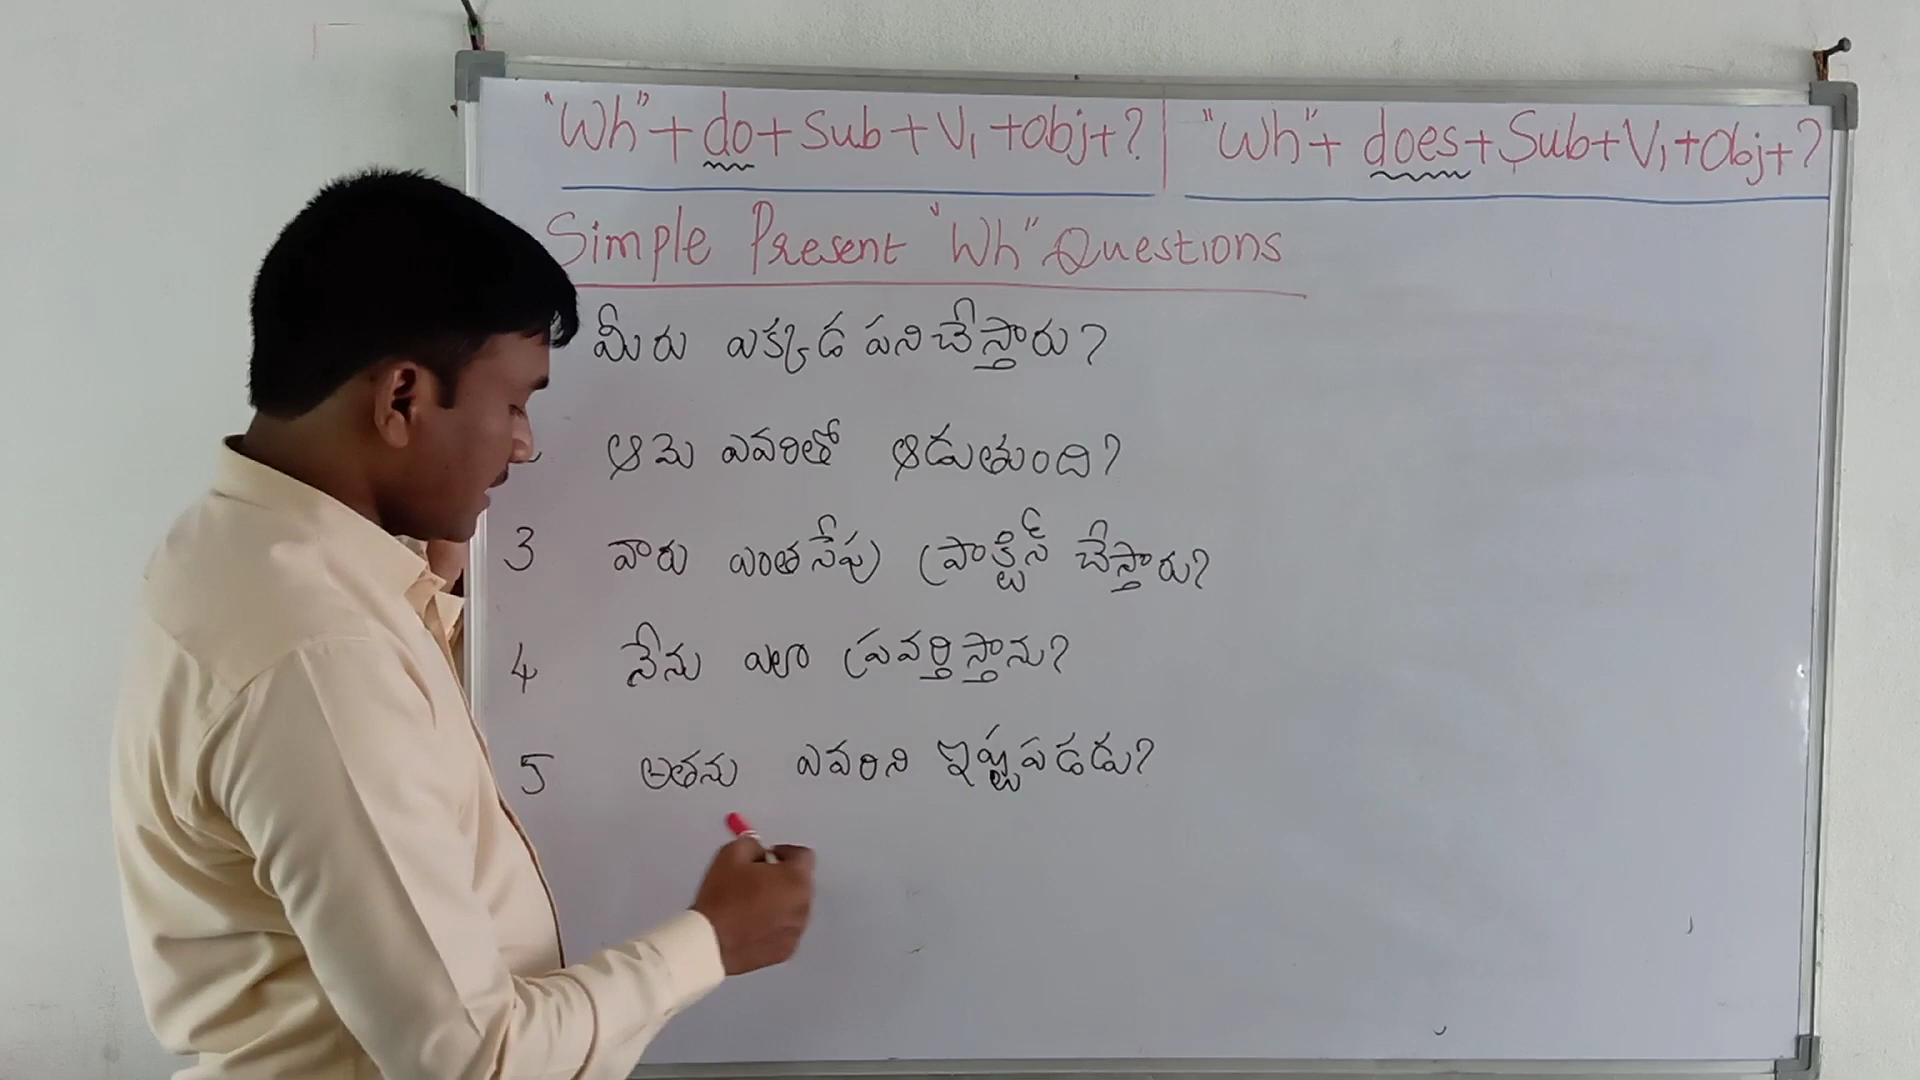 "Wh" + do + Sub + V1 + Obj + ? | "Wh" + does + Sub + V1 + Obj + ?
Simple Present "Wh" Questions
మీరు ఎక్కడ పనిచేస్తారు?
ఆమె ఎవరితో ఆడుతుంది?
3 వారు ఎంతసేపు ప్రాక్టిస్ చేస్తారు?
4 నేను ఎలా ప్రవర్తిస్తాను?
5 అతను ఎవరిని ఇష్టపడడు?